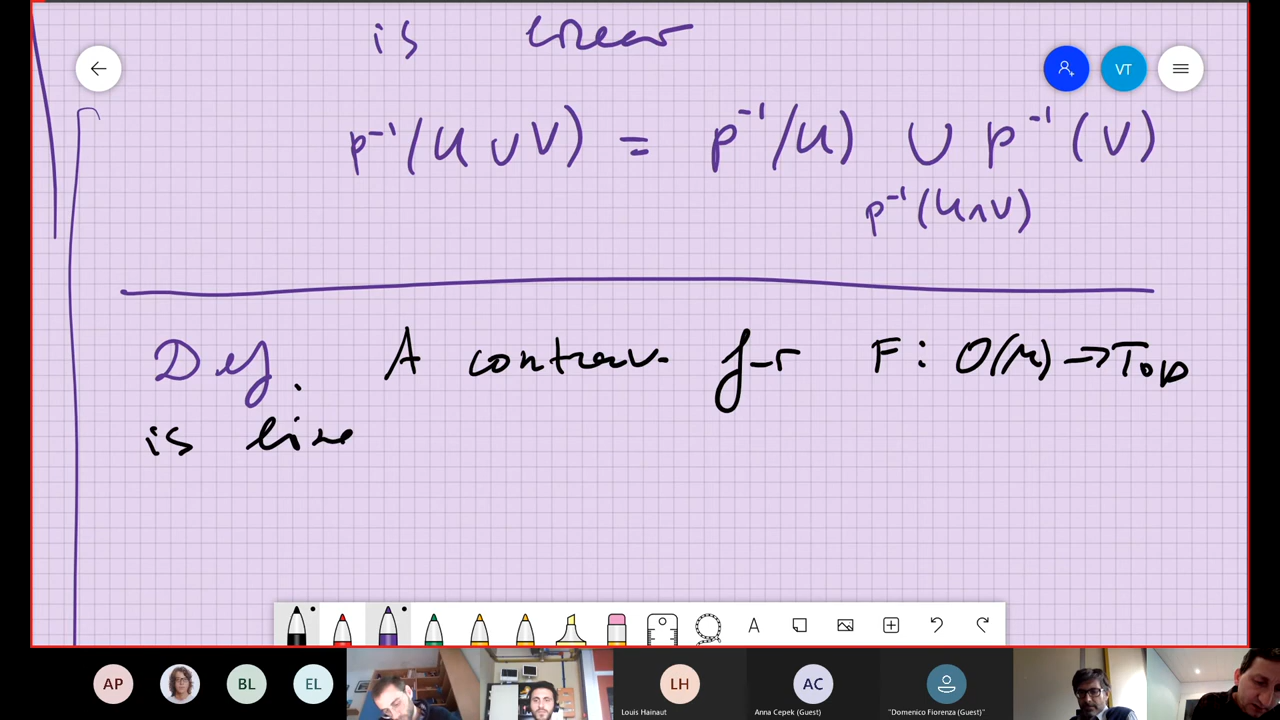 is linear
VT
p⁻¹(U ∪ V) = p⁻¹(U) ∪ p⁻¹(V)
p⁻¹(U∩V)
Def. A contrav. f-r F: O(M) → Top
is line
A
AP
BL
EL
LH
AC
Louis Hainaut
Anna Cepek (Guest)
"Domenico Fiorenza (Guest)"